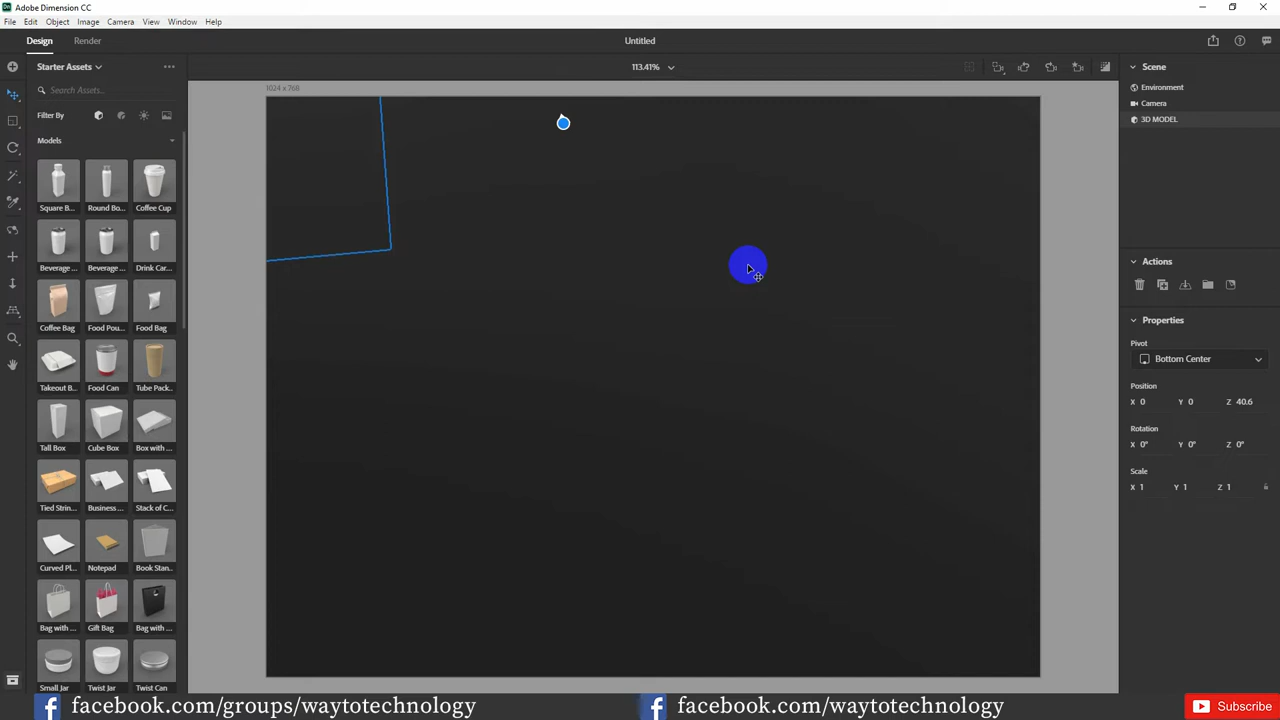 Adobe Dimension CC
File Edit Object Image Camera View Window Help
Design Render
Untitled
Starter Assets
113.41%
Scene
1024 x 768
Search Assets..
Environment
Camera
Filter By
3D MODEL
Models
Square B... Round Bo... Coffee Cup
Beverage ... Beverage ... Drink Car...
Actions
Coffee Bag Food Pou... Food Bag
Properties
Pivot
Bottom Center
Takeout B... Food Can Tube Pack..
Position
X 0 Y 0 Z 40.6
Rotation
X 0° Y 0° Z 0°
Tall Box Cube Box Box with ...
Scale
X 1 Y 1 Z 1
Tied Strin... Business ... Stack of C...
Curved Pl... Notepad Book Stan..
Bag with ... Gift Bag Bag with ...
Small Jar Twist Jar Twist Can
facebook.com/groups/waytotechnology facebook.com/waytotechnology Subscribe